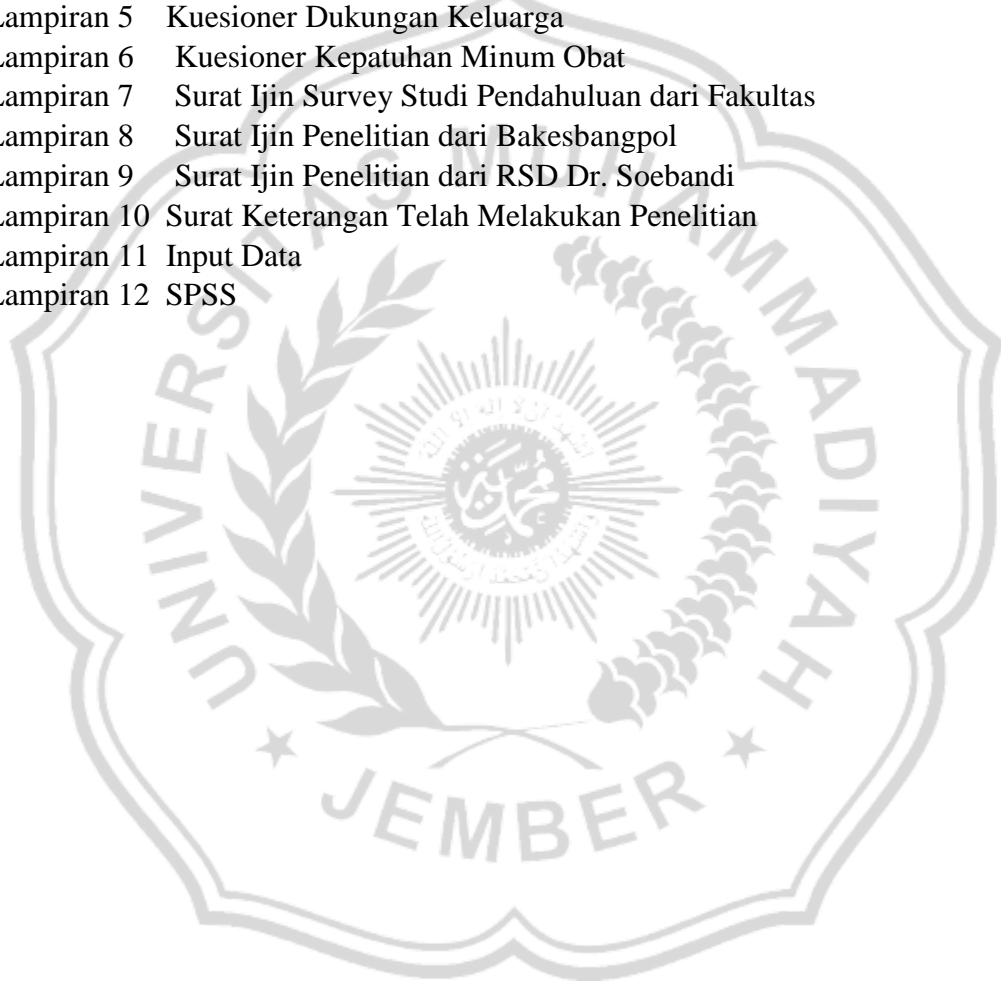 Lampiran 5 Kuesioner Dukungan Keluarga
Lampiran 6 Kuesioner Kepatuhan Minum Obat
Lampiran 7 Surat Ijin Survey Studi Pendahuluan dari Fakultas
Lampiran 8 Surat Ijin Penelitian dari Bakesbangpol
Lampiran 9 Surat Ijin Penelitian dari RSD Dr. Soebandi
Lampiran 10 Surat Keterangan Telah Melakukan Penelitian
Lampiran 11 Input Data
Lampiran 12 SPSS
UNIVERSITAS MUHAMMADIYAH
JEMBER